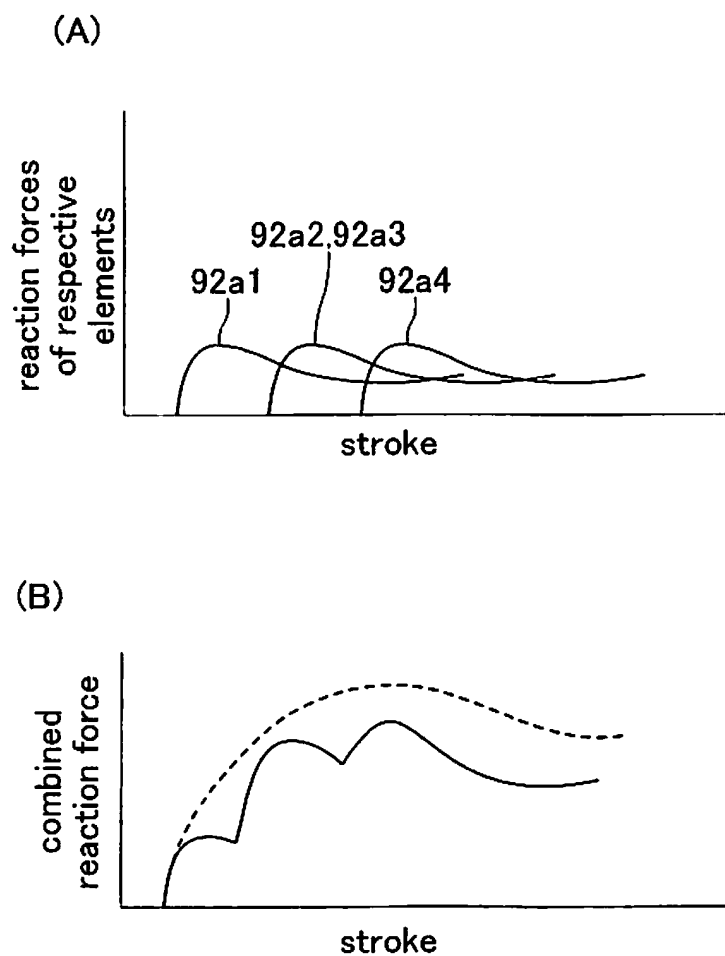 (A)
reaction forces
of respective
elements
92a2,92a3
92a1
92a4
stroke
(B)
combined
reaction force
stroke